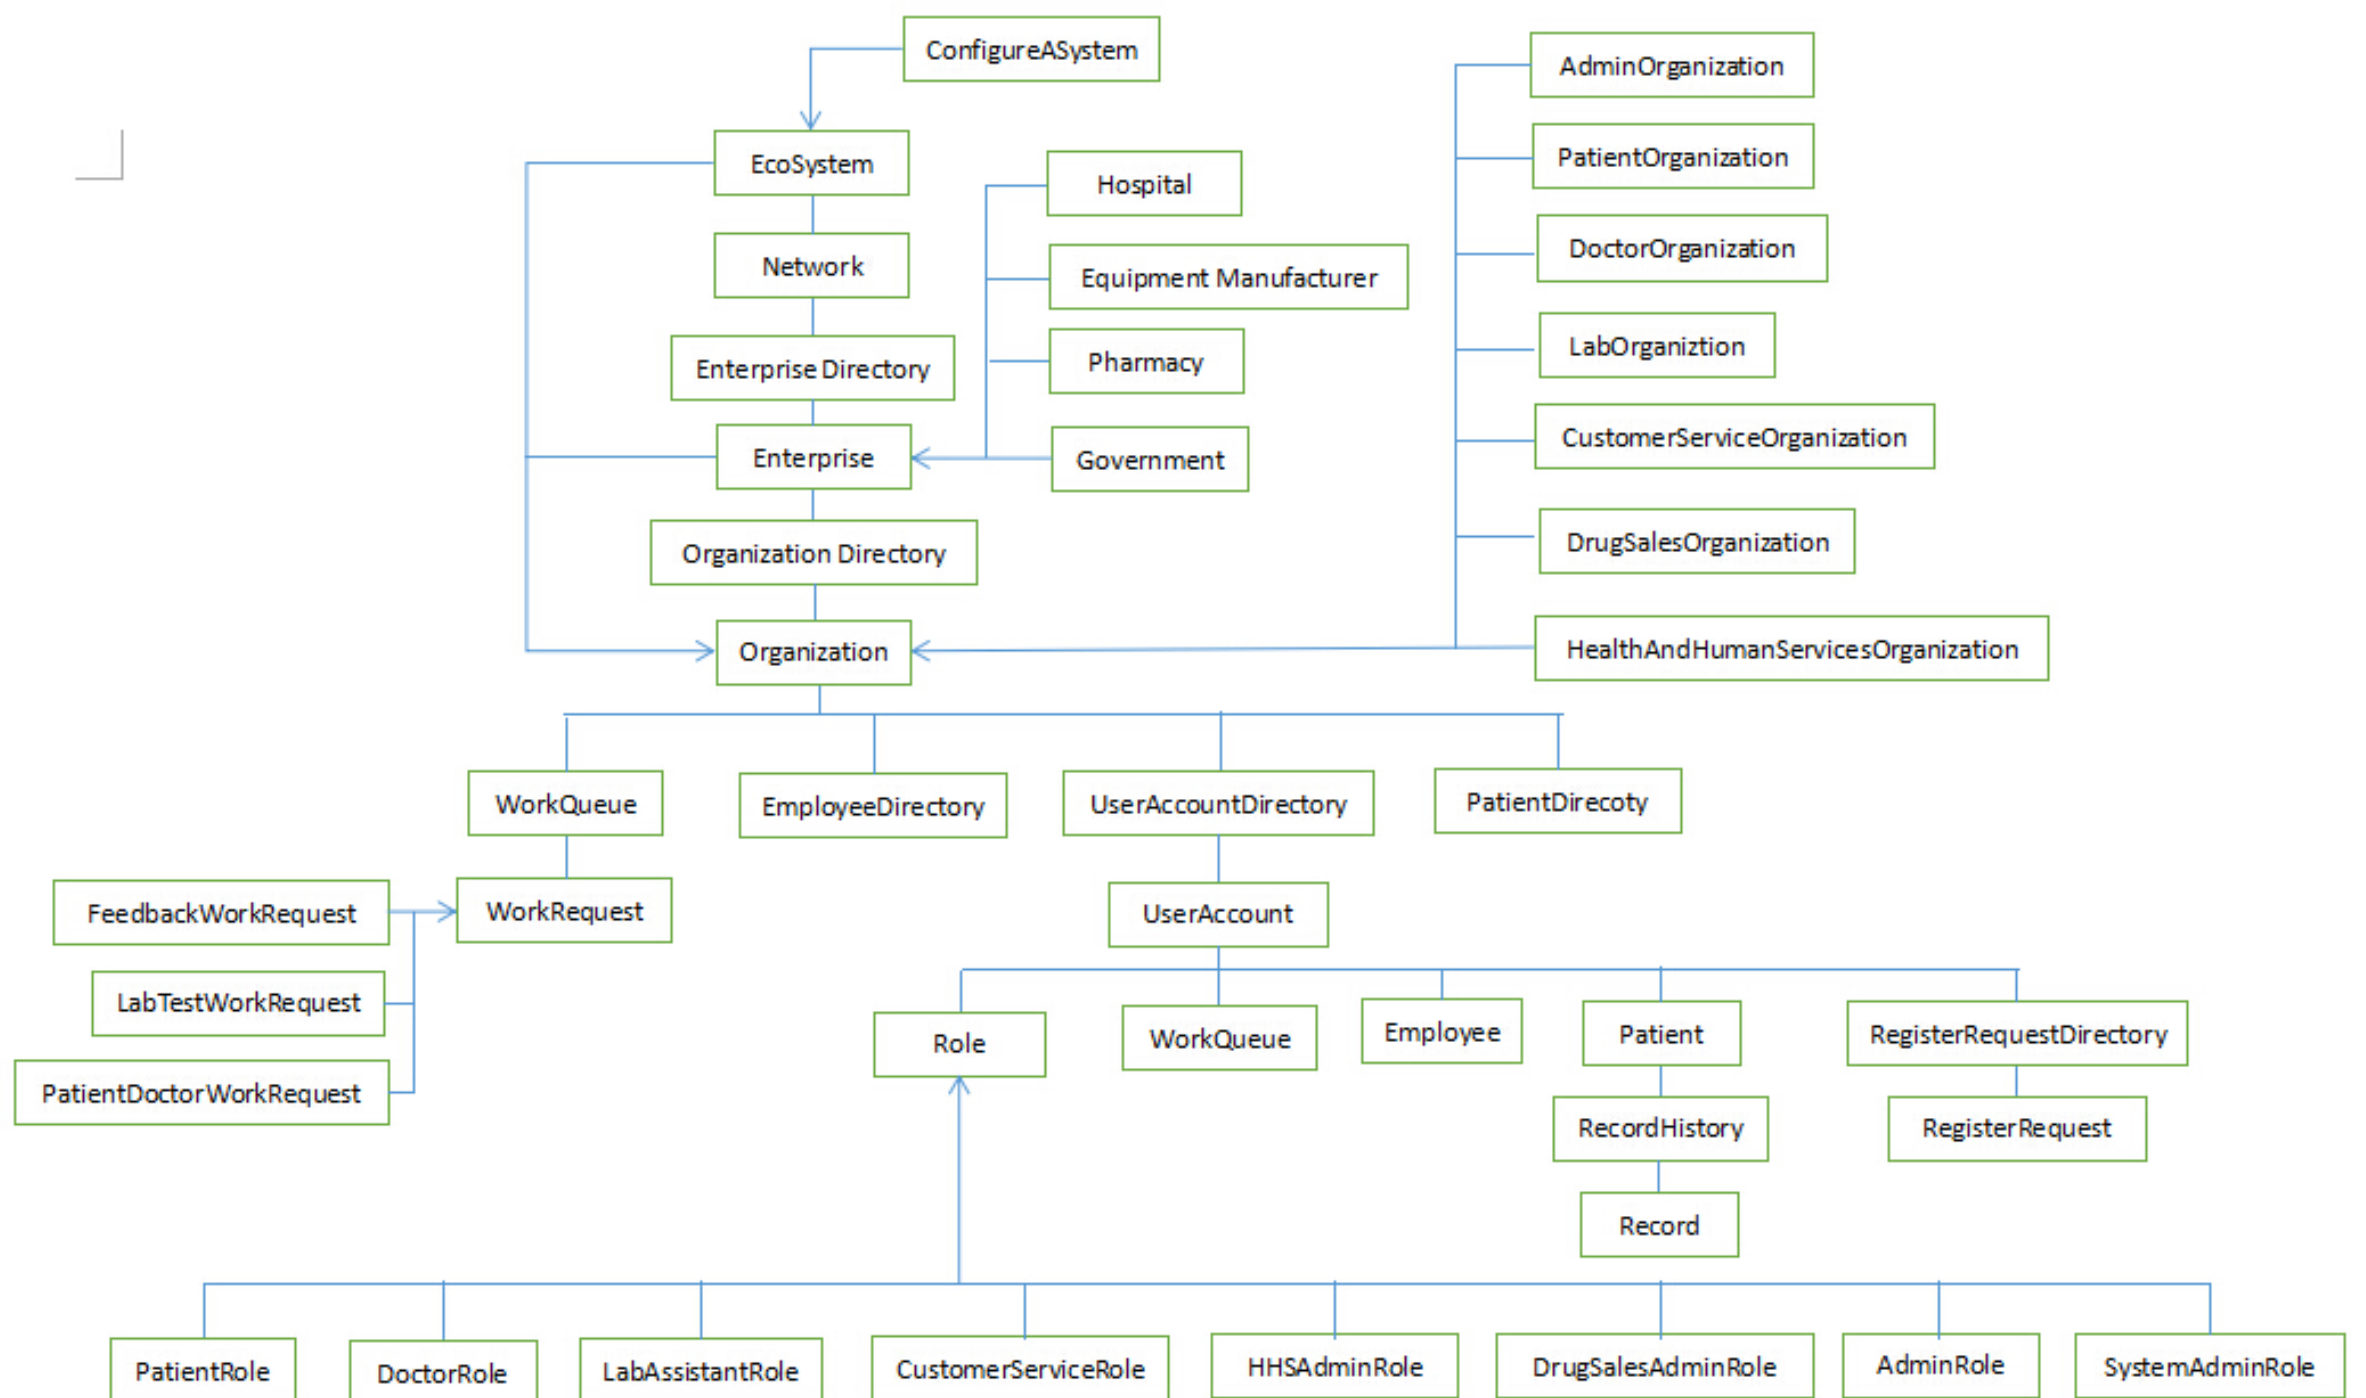 ConfigureASystem
AdminOrganization
EcoSystem
PatientOrganization
Hospital
DoctorOrganization
Network
Equipment Manufacturer
LabOrganiztion
Enterprise Directory
Pharmacy
CustomerServiceOrganization
Enterprise
Government
Organization Directory
DrugSalesOrganization
Organization
HealthAndHumanServicesOrganization
WorkQueue
EmployeeDirectory
UserAccountDirectory
PatientDirecoty
FeedbackWorkRequest
WorkRequest
UserAccount
LabTestWorkRequest
Role
WorkQueue
Employee
Patient
RegisterRequestDirectory
PatientDoctorWorkRequest
RecordHistory
RegisterRequest
Record
PatientRole
DoctorRole
LabAssistantRole
CustomerServiceRole
HHSAdminRole
DrugSalesAdminRole
AdminRole
SystemAdminRole